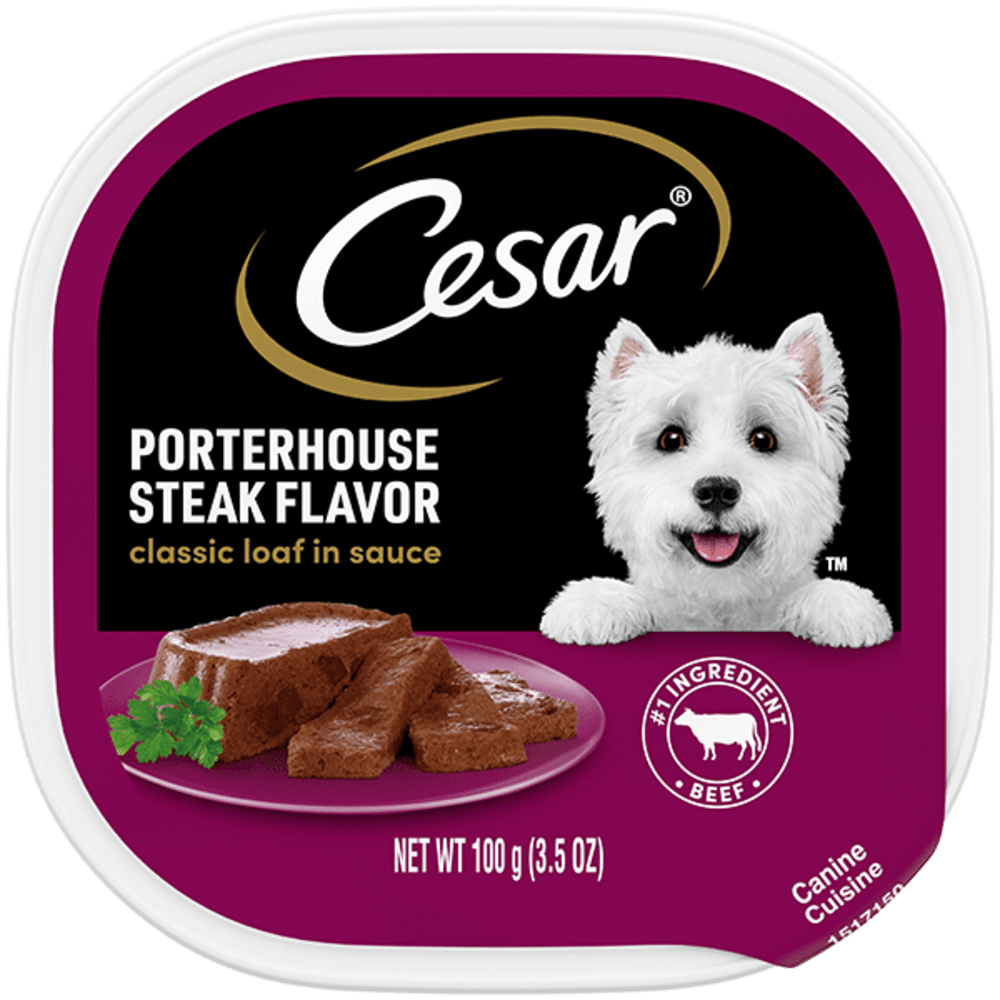 Cesar®
PORTERHOUSE
STEAK FLAVOR
classic loaf in sauce
TM
#1 INGREDIENT
• BEEF •
NET WT 100 g (3.5 OZ)
Canine
Cuisine